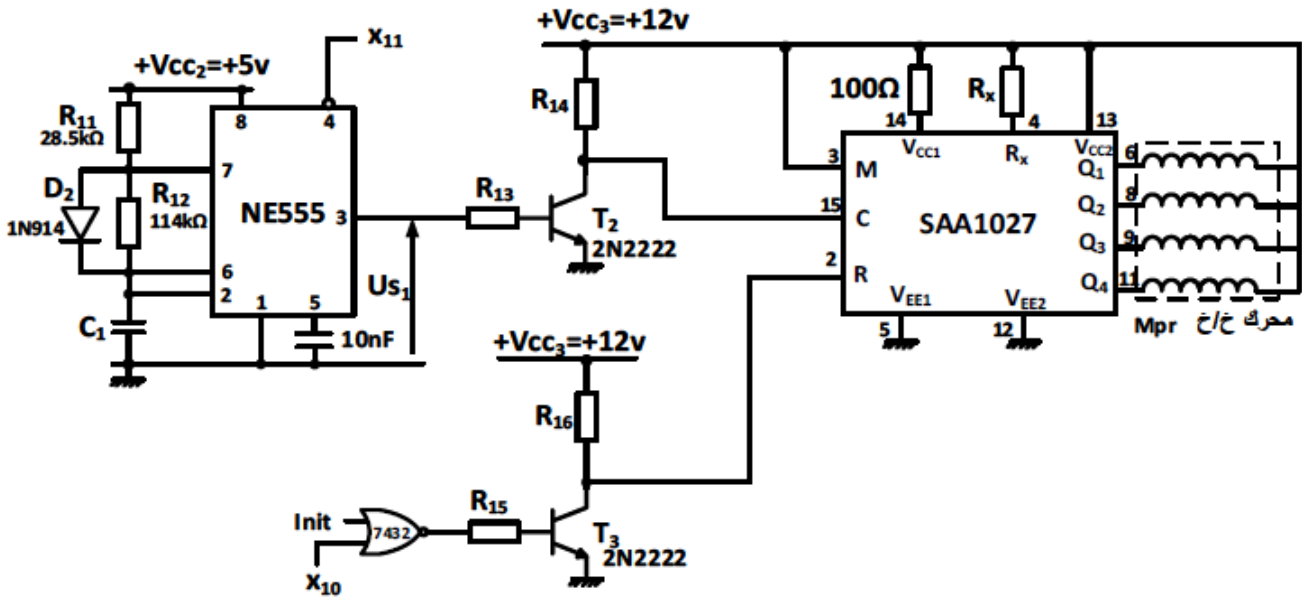 +Vcc3=+12v
x11
+Vcc2=+5v
R11
28.5kΩ
8
4
R14
100Ω
14
Rx
4
13
VCC1
Rx
VCC2
3
M
6
Q1
D2
1N914
R12
114kΩ
7
NE555
3
R13
T2
2N2222
15
C
SAA1027
8
Q2
9
Q3
6
2
1
5
Us1
2
R
VEE1
VEE2
11
Q4
C1
10nF
5
12
Mpr محرك خ/خ
+Vcc3=+12v
R16
Init
7432
x10
R15
T3
2N2222